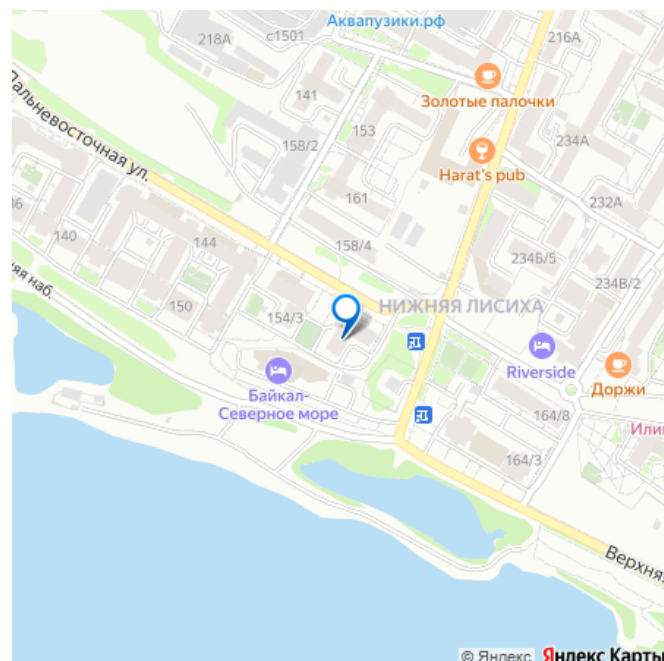 Аквапузики.рф
218А
с1501
216А
141
Золотые палочки
153
158/2
234А
Harat's pub
Дальневосточная ул.
161
232А
140
144
158/4
234Б/5
НИЖНЯЯ ЛИСИХА
234В/2
150
154/3
Riverside
Доржи
Байкал-
Северное море
164/8
164/3
© Яндекс Яндекс Карты